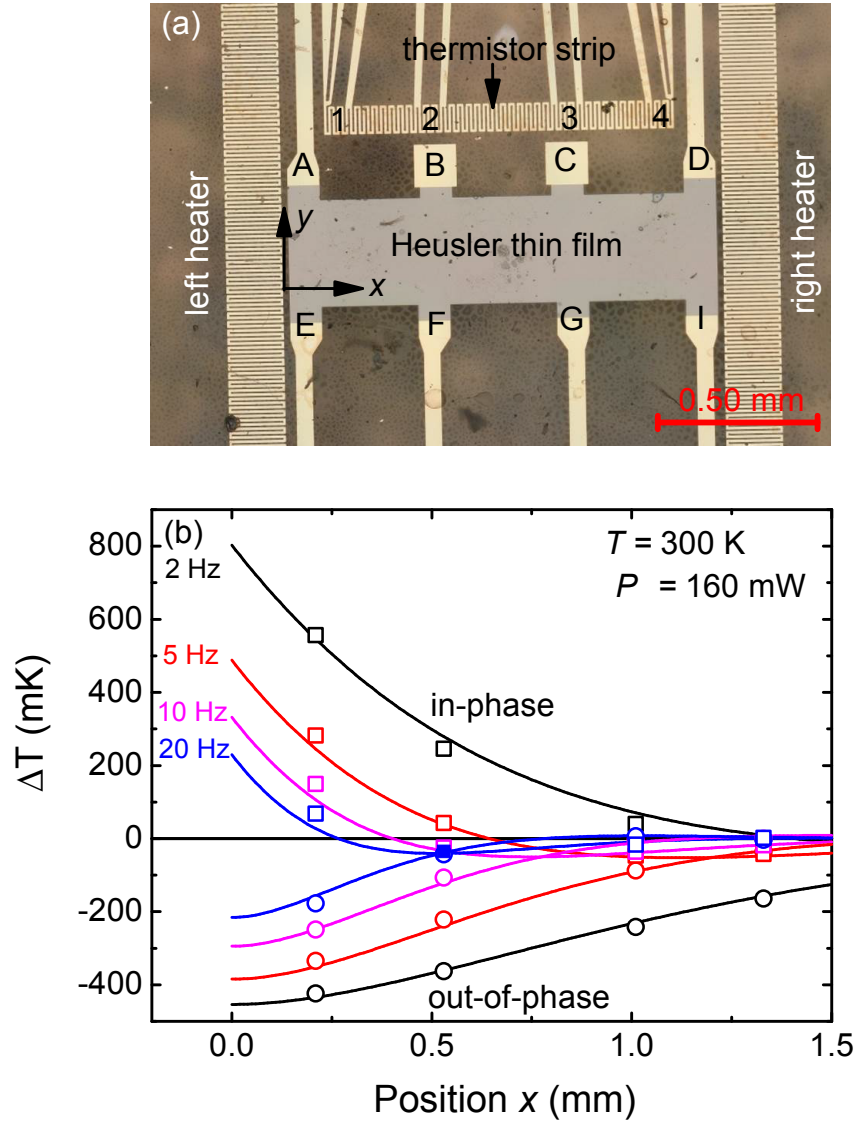 (a)
thermistor strip
1 2 3 4
A B C D
left heater
y
Heusler thin film
x
right heater
E F G I
0.50 mm
(b)
T = 300 K
P = 160 mW
800
2 Hz
600
5 Hz
400
in-phase
10 Hz
200
20 Hz
0
-200
-400
out-of-phase
ΔT (mK)
0.0 0.5 1.0 1.5
Position x (mm)